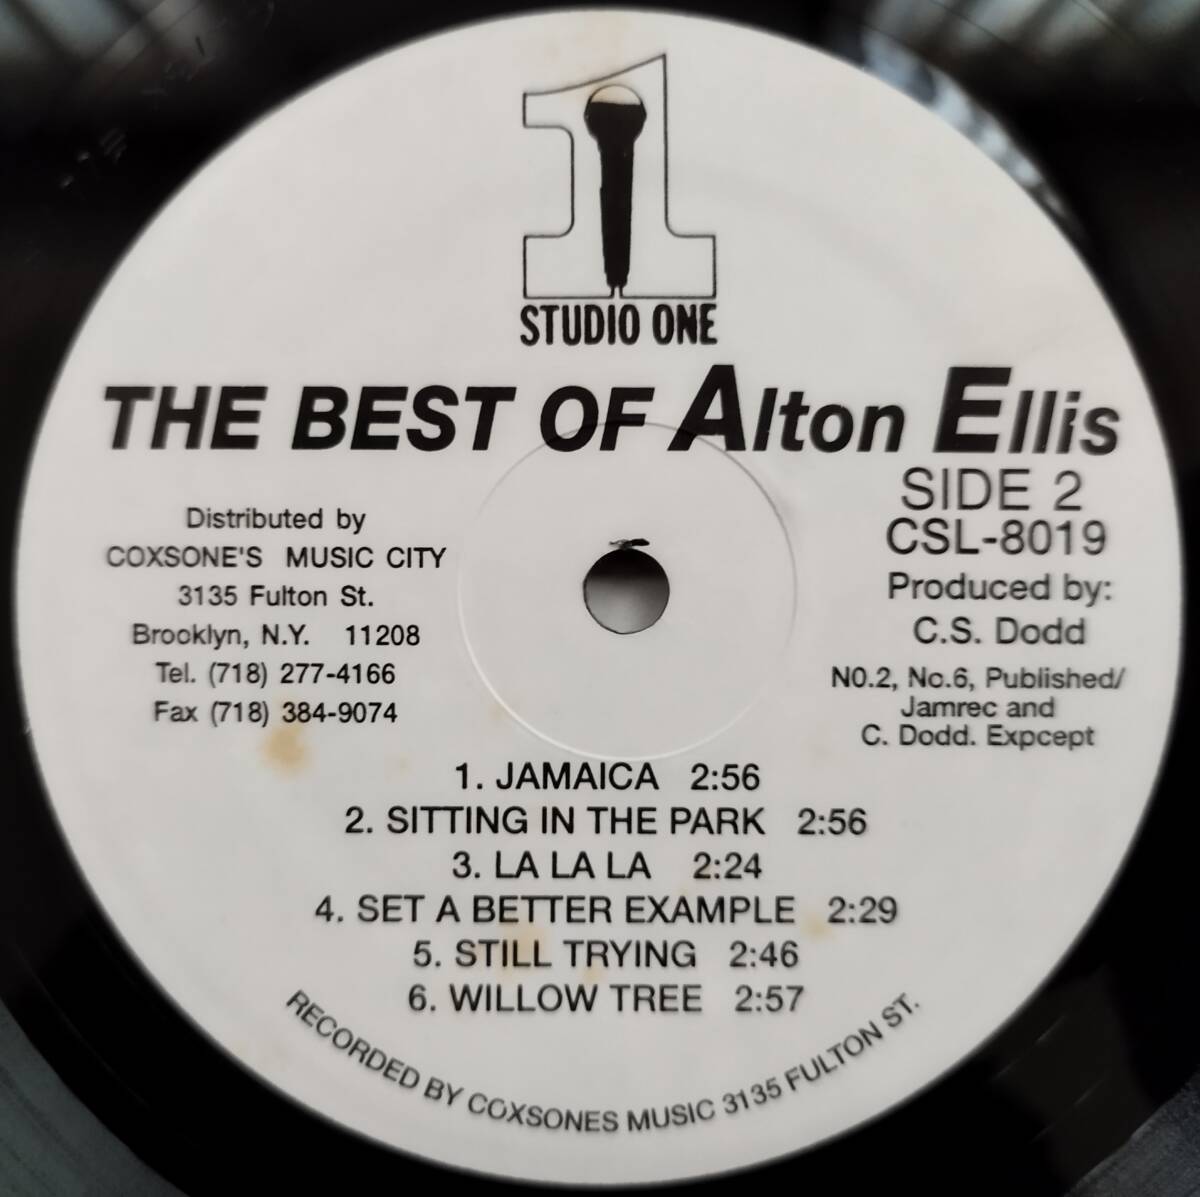 1
STUDIO ONE
THE BEST OF Alton Ellis
SIDE 2
CSL-8019
Produced by:
C.S. Dodd
NO.2, No.6, Published/
Jamrec and
C. Dodd. Expcept
Distributed by
COXSONE'S MUSIC CITY
3135 Fulton St.
Brooklyn, N.Y. 11208
Tel. (718) 277-4166
Fax (718) 384-9074
1. JAMAICA 2:56
2. SITTING IN THE PARK 2:56
3. LA LA LA 2:24
4. SET A BETTER EXAMPLE 2:29
5. STILL TRYING 2:46
6. WILLOW TREE 2:57
RECORDED BY COXSONES MUSIC 3135 FULTON ST.